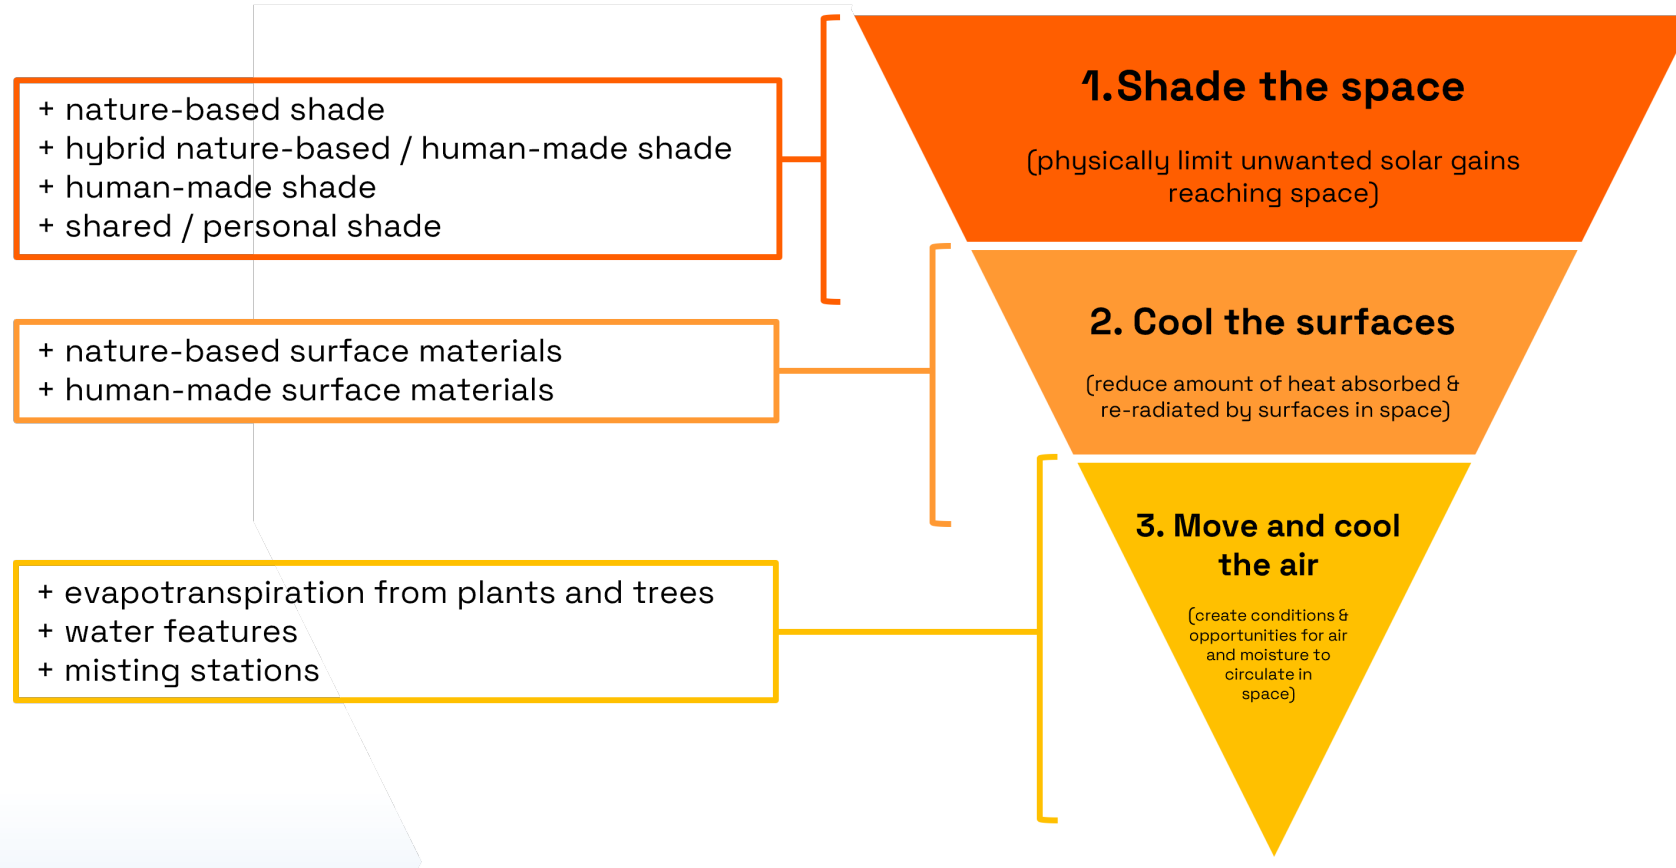 + nature-based shade
+ hybrid nature-based / human-made shade
+ human-made shade
+ shared / personal shade
1.Shade the space
(physically limit unwanted solar gains
reaching space)
+ nature-based surface materials
+ human-made surface materials
2. Cool the surfaces
(reduce amount of heat absorbed &
re-radiated by surfaces in space)
+ evapotranspiration from plants and trees
+ water features
+ misting stations
3. Move and cool
the air
(create conditions &
opportunities for air
and moisture to
circulate in
space)